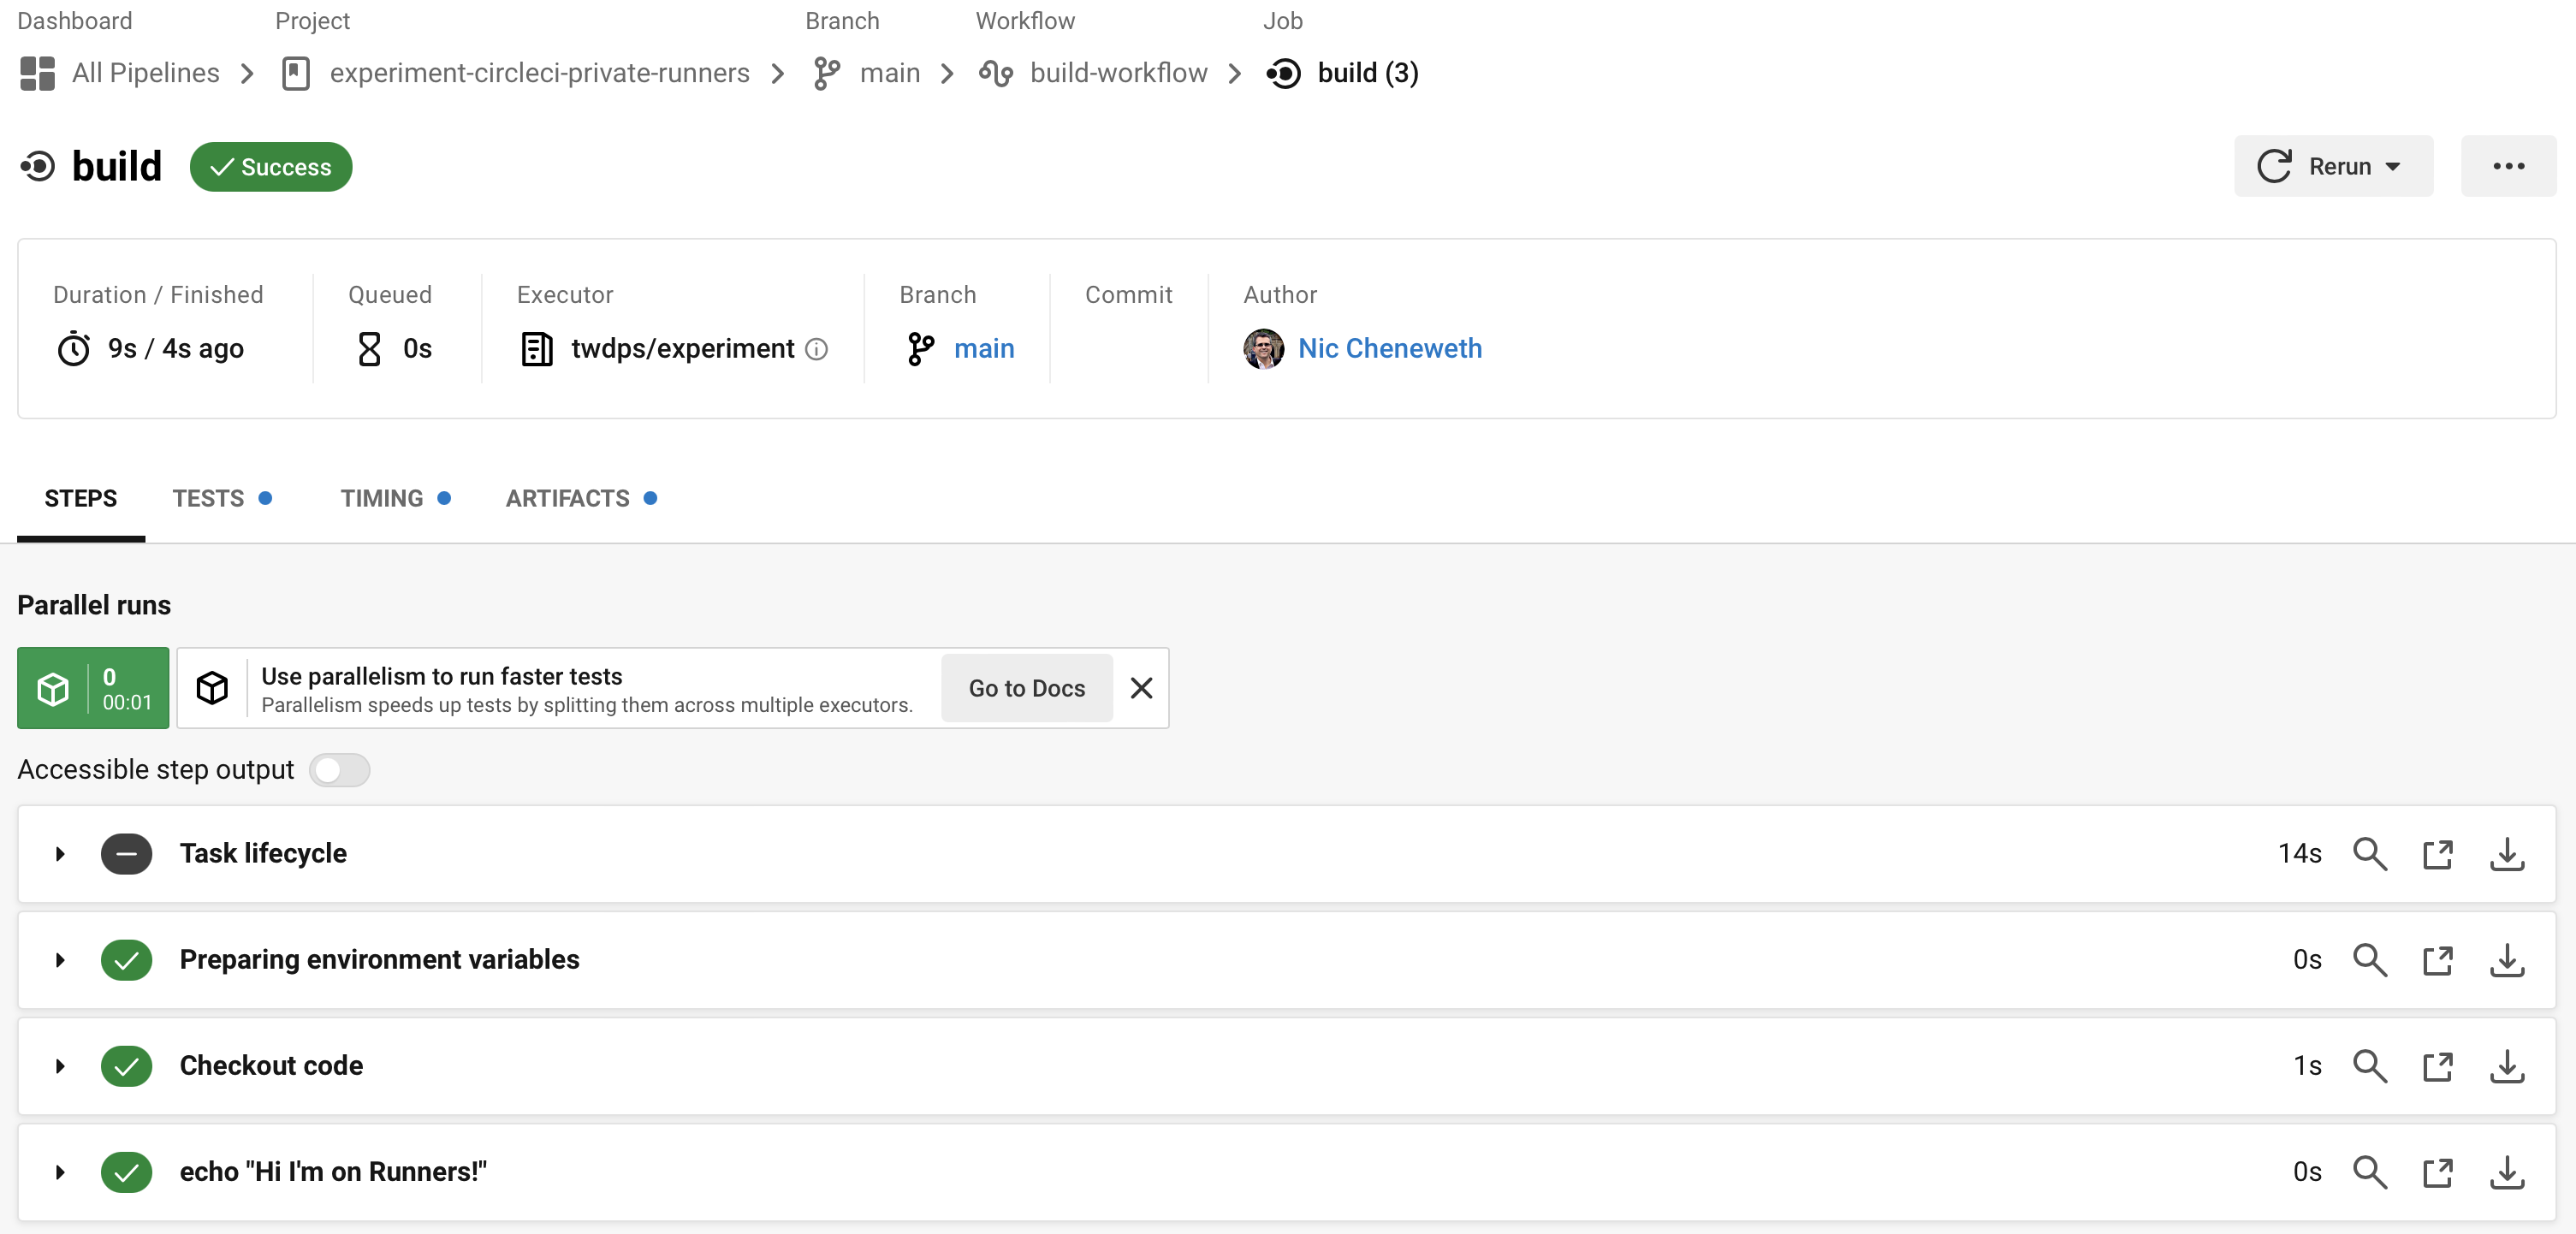 Dashboard Project Branch Workflow Job
All Pipelines experiment-circleci-private-runners main build-workflow build (3)
build Success Rerun
Duration / Finished Queued Executor Branch Commit Author
9s / 4s ago 0s twdps/experiment main Nic Cheneweth
STEPS TESTS TIMING ARTIFACTS
Parallel runs
0
00:01
Use parallelism to run faster tests
Parallelism speeds up tests by splitting them across multiple executors.
Go to Docs
Accessible step output
Task lifecycle 14s
Preparing environment variables 0s
Checkout code 1s
echo "Hi I'm on Runners!" 0s